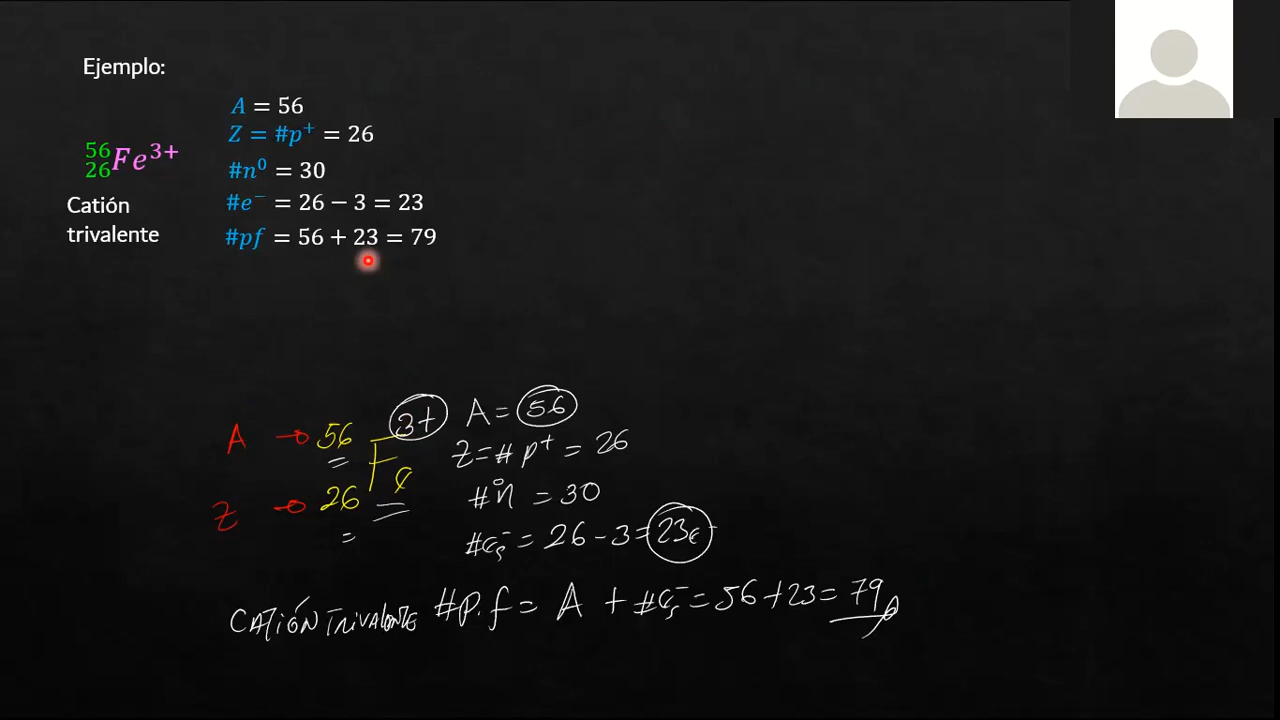 Ejemplo:
A = 56
Z = #p⁺ = 26
⁵⁶₂₆Fe³⁺
#n⁰ = 30
Catión
trivalente
#e⁻ = 26 − 3 = 23
#pf = 56 + 23 = 79
A → 56 Fe 3+ A = 56
Z = # p⁺ = 26
Z → 26
#n° = 30
#e⁻s = 26 - 3 = 23e⁻
CATIÓN TRIVALENTE #p.f = A + #e⁻s = 56 + 23 = 79